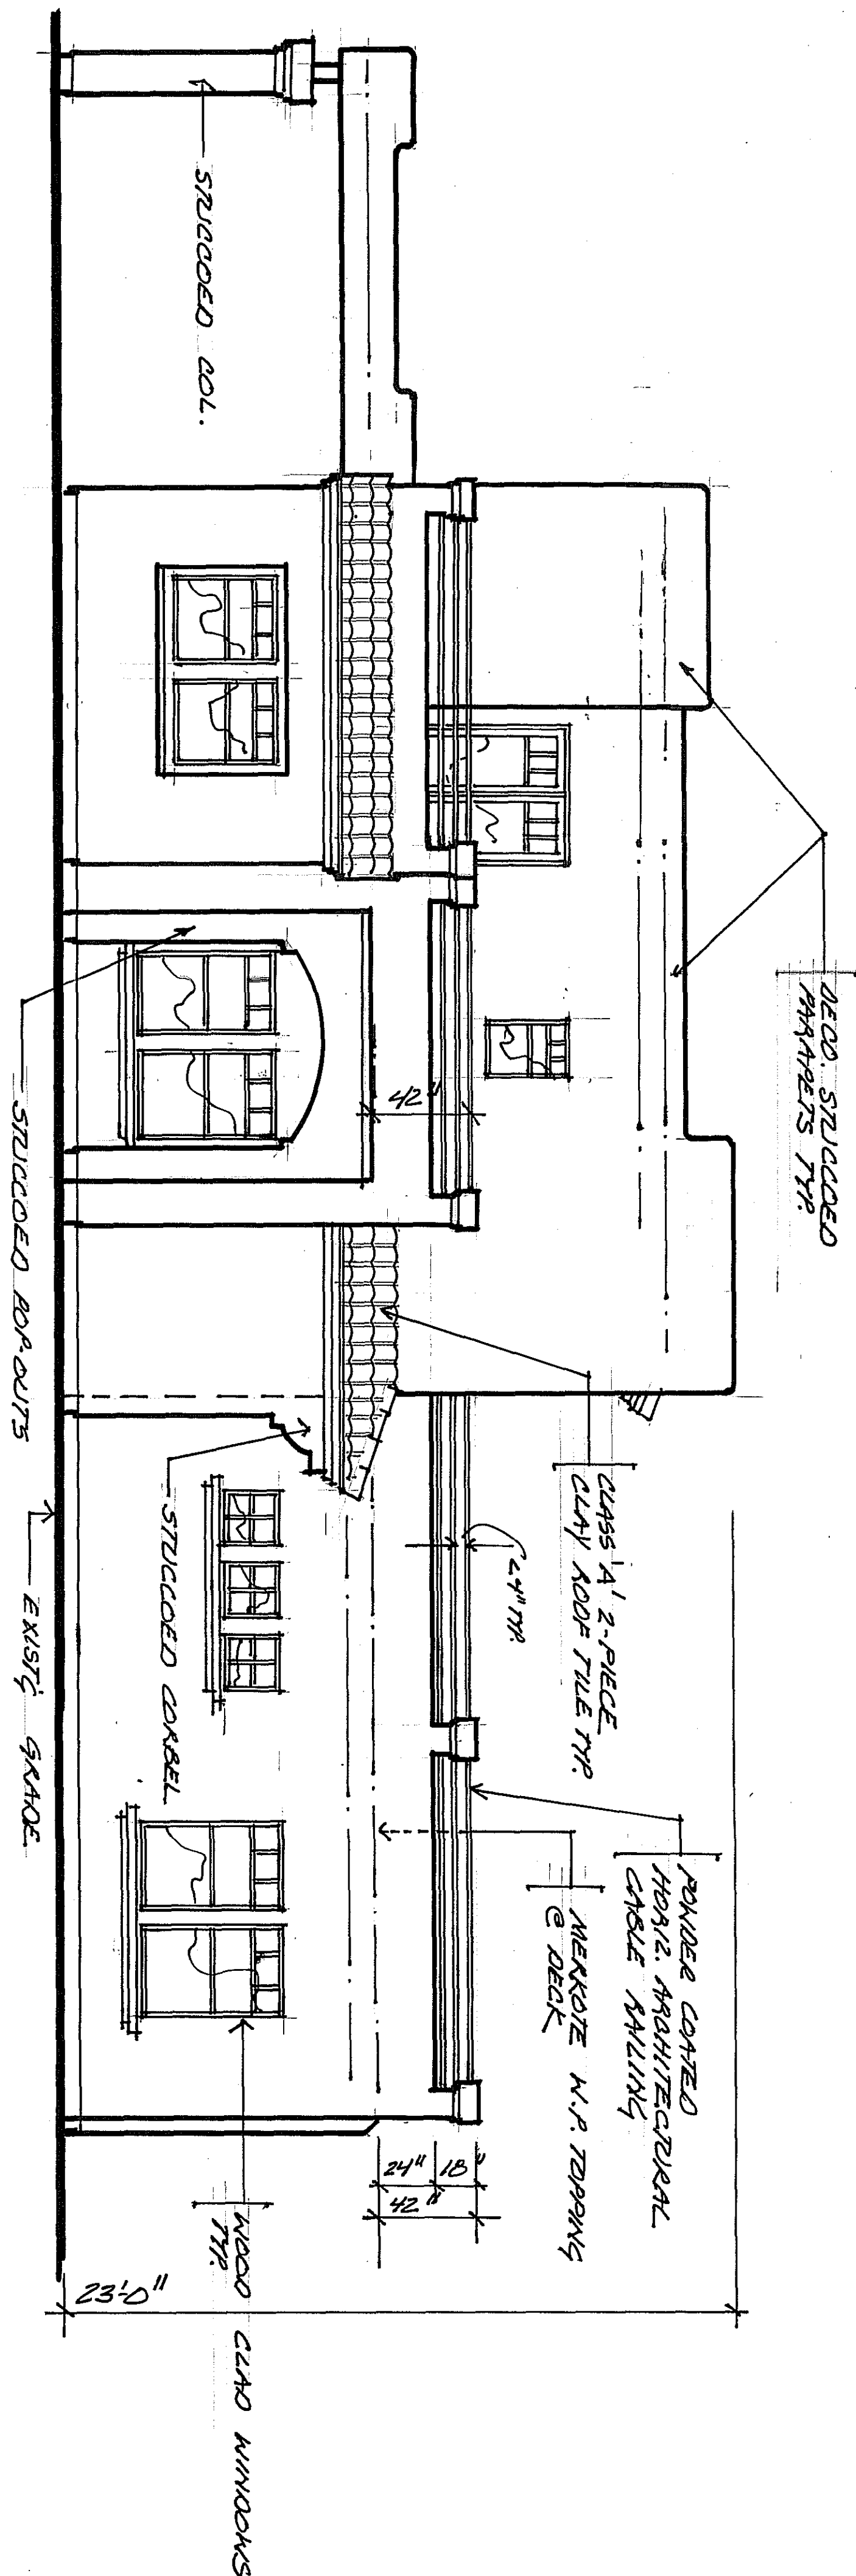 DECO. STUCCOED
PARAPETS TYP.
CLASS 'A' 2-PIECE
CLAY ROOF TILE TYP.
POWDER COATED
HORIZ. ARCHITECTURAL
CABLE RAILING
MERKOTE W.P. TOPPING
@ DECK
<4" TYP.
42"
24"
18"
42"
23'-0"
STUCCOED COL.
STUCCOED POP-OUTS
STUCCOED CORBEL
EXIST'G GRADE
WOOD CLAD WINDOWS
TYP.